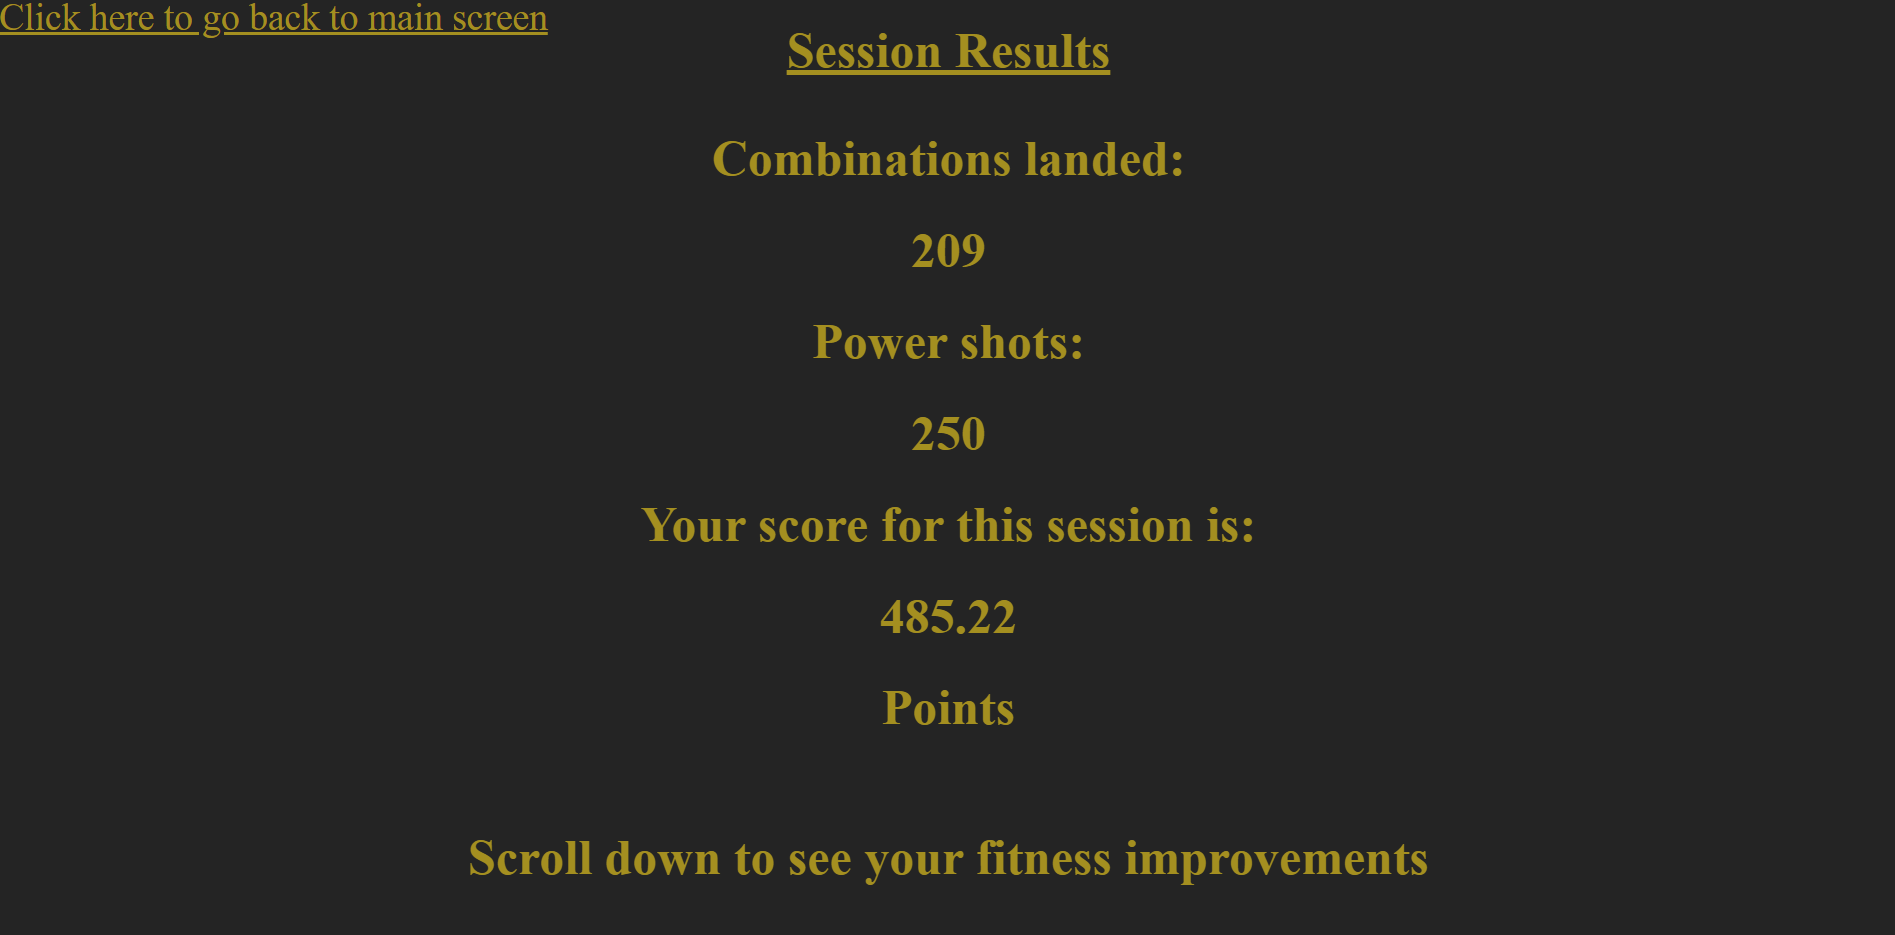 Click here to go back to main screen
Session Results
Combinations landed:
209
Power shots:
250
Your score for this session is:
485.22
Points
Scroll down to see your fitness improvements